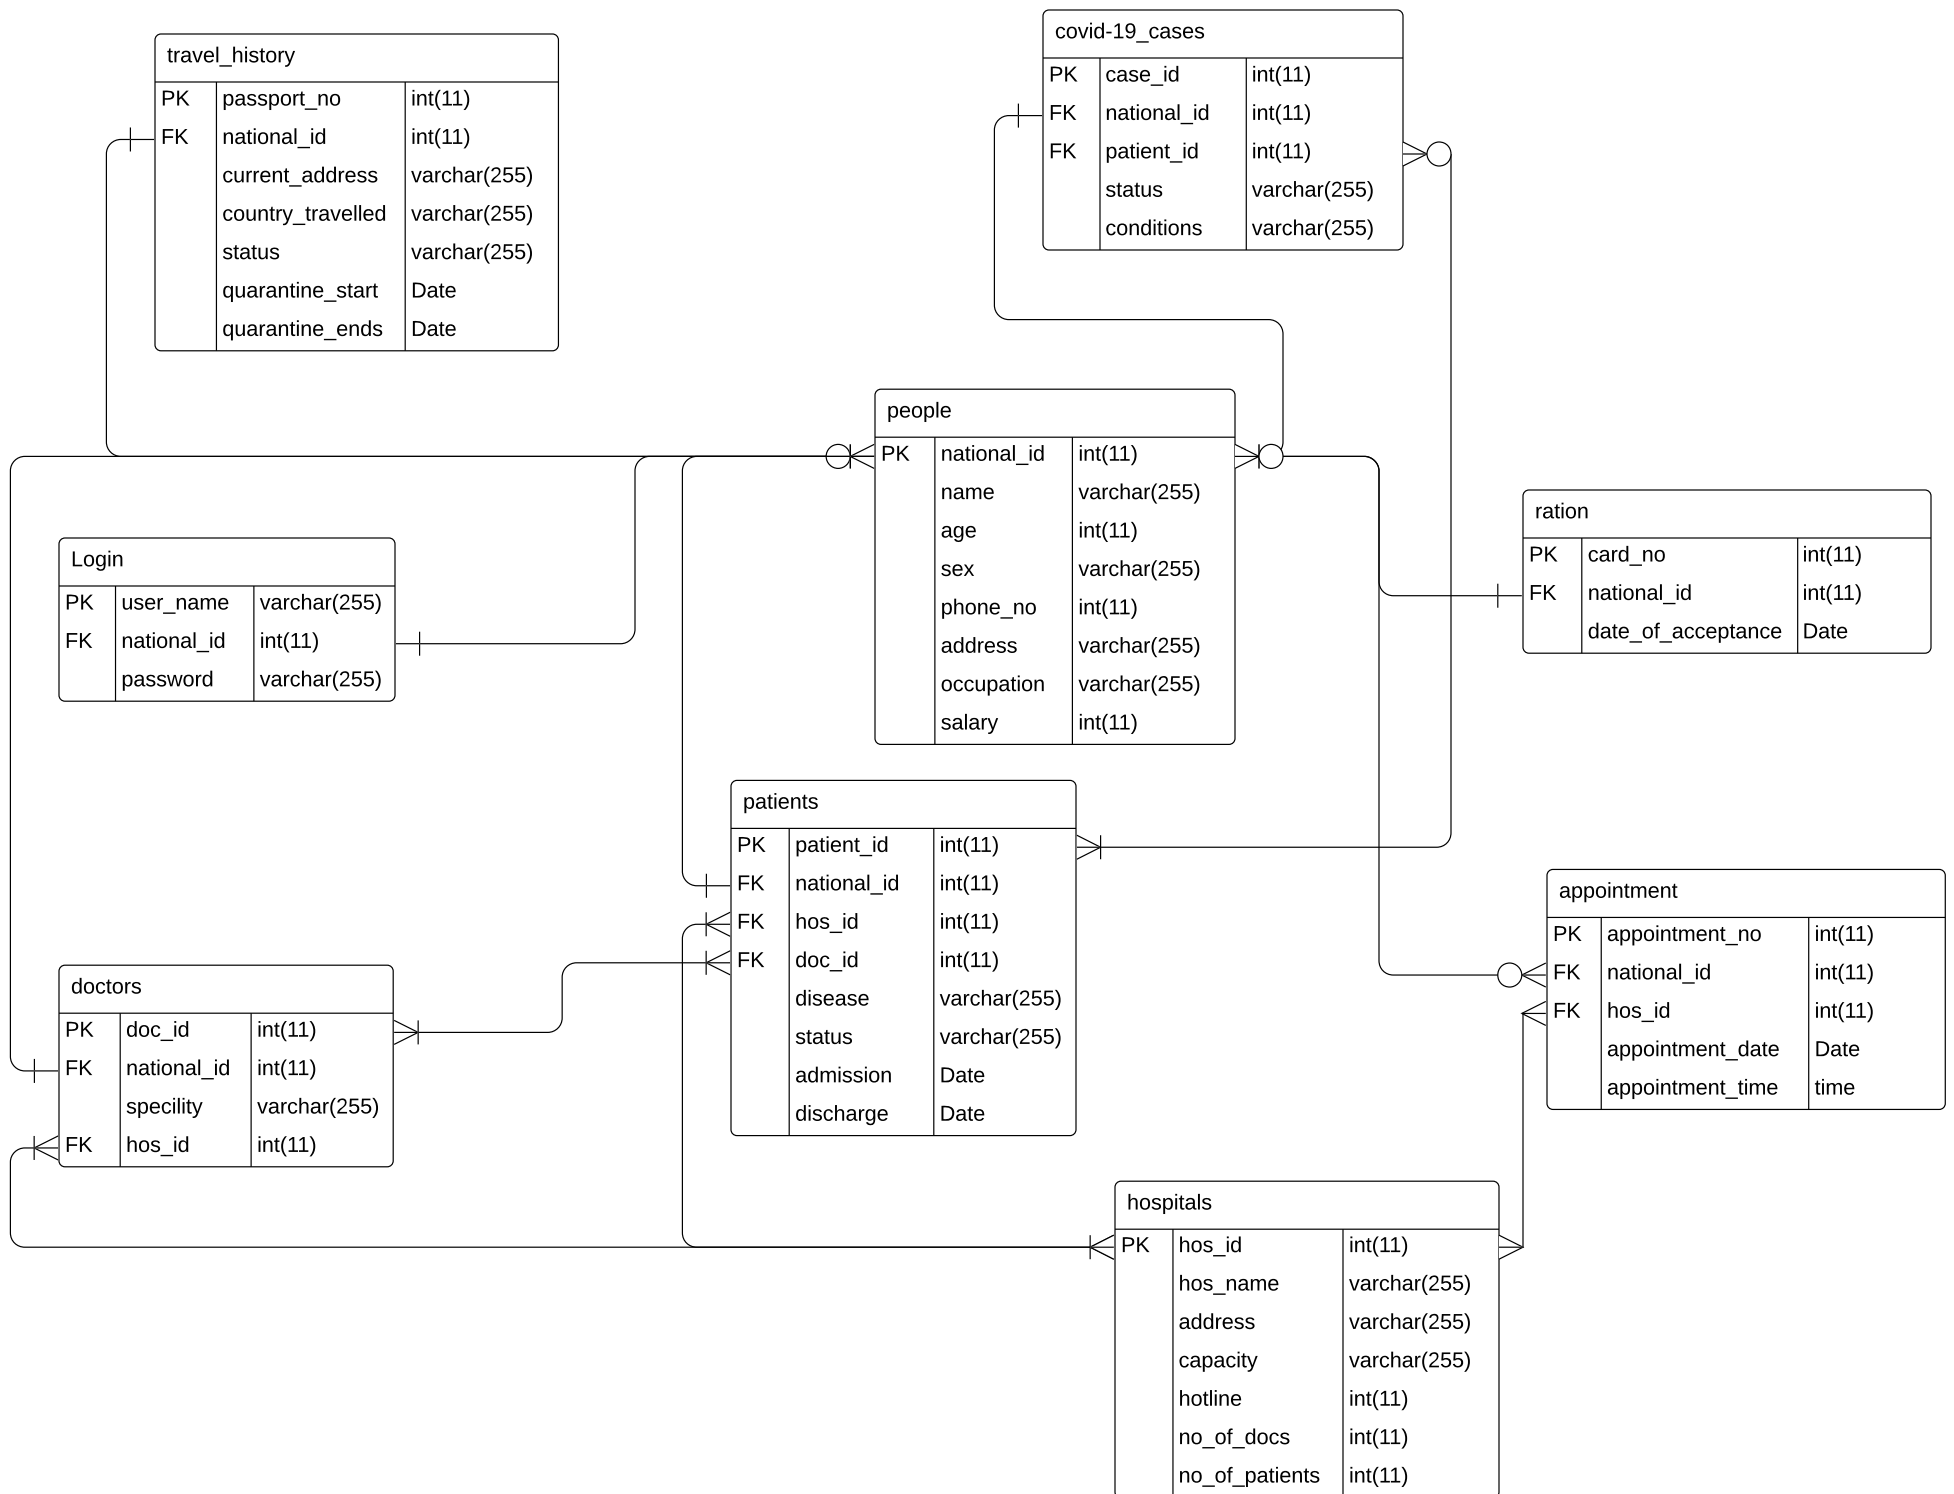 travel_history
PK passport_no int(11)
FK national_id int(11)
current_address varchar(255)
country_travelled varchar(255)
status varchar(255)
quarantine_start Date
quarantine_ends Date
covid-19_cases
PK case_id int(11)
FK national_id int(11)
FK patient_id int(11)
status varchar(255)
conditions varchar(255)
people
PK national_id int(11)
name varchar(255)
age int(11)
sex varchar(255)
phone_no int(11)
address varchar(255)
occupation varchar(255)
salary int(11)
ration
PK card_no int(11)
FK national_id int(11)
date_of_acceptance Date
Login
PK user_name varchar(255)
FK national_id int(11)
password varchar(255)
patients
PK patient_id int(11)
FK national_id int(11)
FK hos_id int(11)
FK doc_id int(11)
disease varchar(255)
status varchar(255)
admission Date
discharge Date
appointment
PK appointment_no int(11)
FK national_id int(11)
FK hos_id int(11)
appointment_date Date
appointment_time time
doctors
PK doc_id int(11)
FK national_id int(11)
specility varchar(255)
FK hos_id int(11)
hospitals
PK hos_id int(11)
hos_name varchar(255)
address varchar(255)
capacity varchar(255)
hotline int(11)
no_of_docs int(11)
no_of_patients int(11)